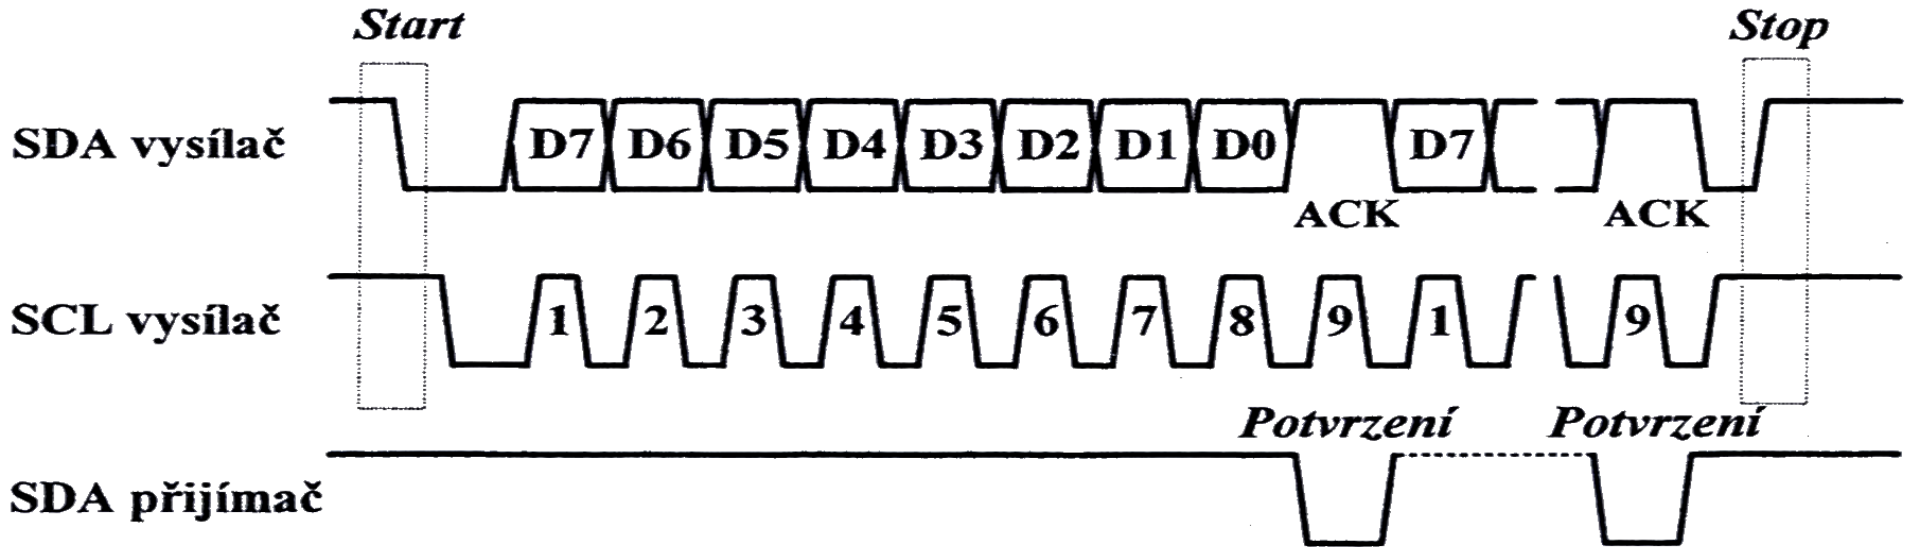 Start Stop
SDA vysílač D7 D6 D5 D4 D3 D2 D1 D0 D7
ACK ACK
SCL vysílač 1 2 3 4 5 6 7 8 9 1 9
Potvrzení Potvrzení
SDA přijímač